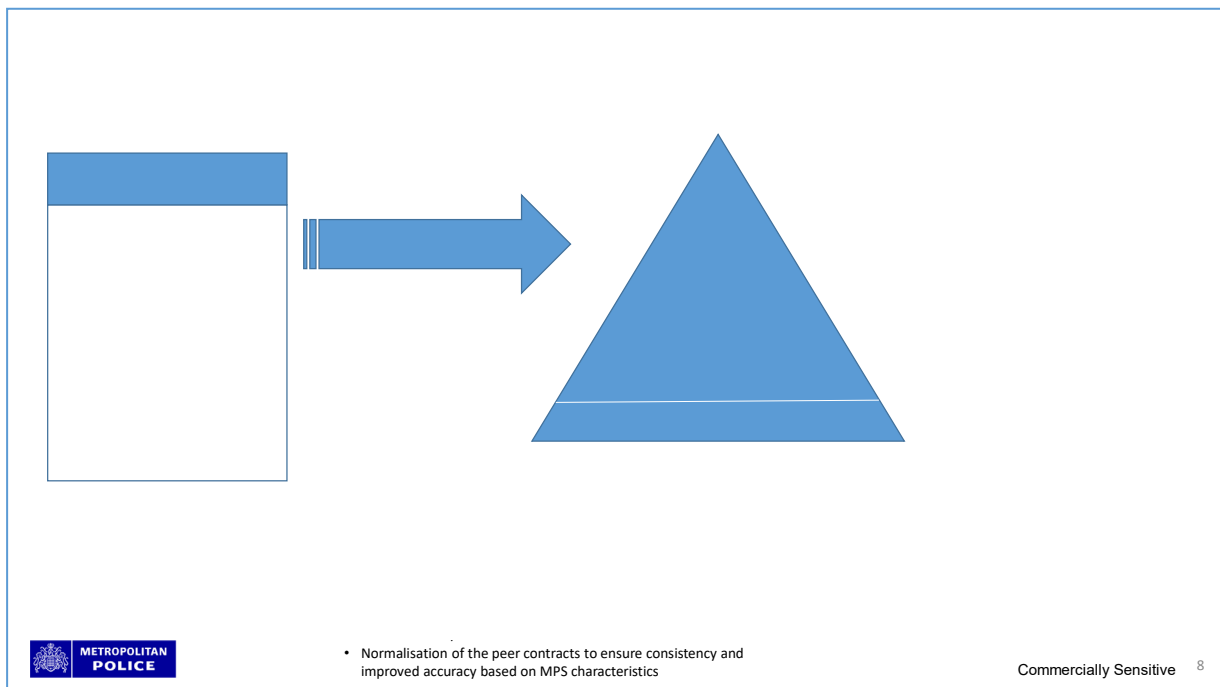 METROPOLITAN
POLICE
• Normalisation of the peer contracts to ensure consistency and
improved accuracy based on MPS characteristics
Commercially Sensitive 8